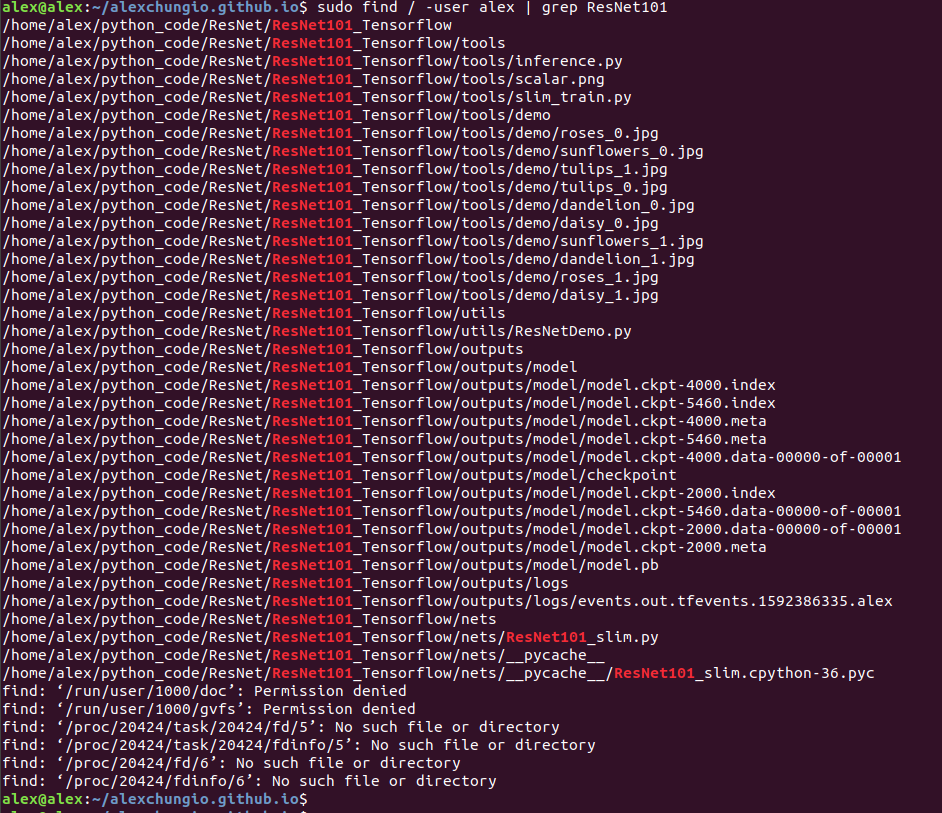 alex@alex:~/alexchungio.github.io$ sudo find / -user alex | grep ResNet101
/home/alex/python_code/ResNet/ResNet101_Tensorflow
/home/alex/python_code/ResNet/ResNet101_Tensorflow/tools
/home/alex/python_code/ResNet/ResNet101_Tensorflow/tools/inference.py
/home/alex/python_code/ResNet/ResNet101_Tensorflow/tools/scalar.png
/home/alex/python_code/ResNet/ResNet101_Tensorflow/tools/slim_train.py
/home/alex/python_code/ResNet/ResNet101_Tensorflow/tools/demo
/home/alex/python_code/ResNet/ResNet101_Tensorflow/tools/demo/roses_0.jpg
/home/alex/python_code/ResNet/ResNet101_Tensorflow/tools/demo/sunflowers_0.jpg
/home/alex/python_code/ResNet/ResNet101_Tensorflow/tools/demo/tulips_1.jpg
/home/alex/python_code/ResNet/ResNet101_Tensorflow/tools/demo/tulips_0.jpg
/home/alex/python_code/ResNet/ResNet101_Tensorflow/tools/demo/dandelion_0.jpg
/home/alex/python_code/ResNet/ResNet101_Tensorflow/tools/demo/daisy_0.jpg
/home/alex/python_code/ResNet/ResNet101_Tensorflow/tools/demo/sunflowers_1.jpg
/home/alex/python_code/ResNet/ResNet101_Tensorflow/tools/demo/dandelion_1.jpg
/home/alex/python_code/ResNet/ResNet101_Tensorflow/tools/demo/roses_1.jpg
/home/alex/python_code/ResNet/ResNet101_Tensorflow/tools/demo/daisy_1.jpg
/home/alex/python_code/ResNet/ResNet101_Tensorflow/utils
/home/alex/python_code/ResNet/ResNet101_Tensorflow/utils/ResNetDemo.py
/home/alex/python_code/ResNet/ResNet101_Tensorflow/outputs
/home/alex/python_code/ResNet/ResNet101_Tensorflow/outputs/model
/home/alex/python_code/ResNet/ResNet101_Tensorflow/outputs/model/model.ckpt-4000.index
/home/alex/python_code/ResNet/ResNet101_Tensorflow/outputs/model/model.ckpt-5460.index
/home/alex/python_code/ResNet/ResNet101_Tensorflow/outputs/model/model.ckpt-4000.meta
/home/alex/python_code/ResNet/ResNet101_Tensorflow/outputs/model/model.ckpt-5460.meta
/home/alex/python_code/ResNet/ResNet101_Tensorflow/outputs/model/model.ckpt-4000.data-00000-of-00001
/home/alex/python_code/ResNet/ResNet101_Tensorflow/outputs/model/checkpoint
/home/alex/python_code/ResNet/ResNet101_Tensorflow/outputs/model/model.ckpt-2000.index
/home/alex/python_code/ResNet/ResNet101_Tensorflow/outputs/model/model.ckpt-5460.data-00000-of-00001
/home/alex/python_code/ResNet/ResNet101_Tensorflow/outputs/model/model.ckpt-2000.data-00000-of-00001
/home/alex/python_code/ResNet/ResNet101_Tensorflow/outputs/model/model.ckpt-2000.meta
/home/alex/python_code/ResNet/ResNet101_Tensorflow/outputs/model/model.pb
/home/alex/python_code/ResNet/ResNet101_Tensorflow/outputs/logs
/home/alex/python_code/ResNet/ResNet101_Tensorflow/outputs/logs/events.out.tfevents.1592386335.alex
/home/alex/python_code/ResNet/ResNet101_Tensorflow/nets
/home/alex/python_code/ResNet/ResNet101_Tensorflow/nets/ResNet101_slim.py
/home/alex/python_code/ResNet/ResNet101_Tensorflow/nets/__pycache__
/home/alex/python_code/ResNet/ResNet101_Tensorflow/nets/__pycache__/ResNet101_slim.cpython-36.pyc
find: ‘/run/user/1000/doc’: Permission denied
find: ‘/run/user/1000/gvfs’: Permission denied
find: ‘/proc/20424/task/20424/fd/5’: No such file or directory
find: ‘/proc/20424/task/20424/fdinfo/5’: No such file or directory
find: ‘/proc/20424/fd/6’: No such file or directory
find: ‘/proc/20424/fdinfo/6’: No such file or directory
alex@alex:~/alexchungio.github.io$